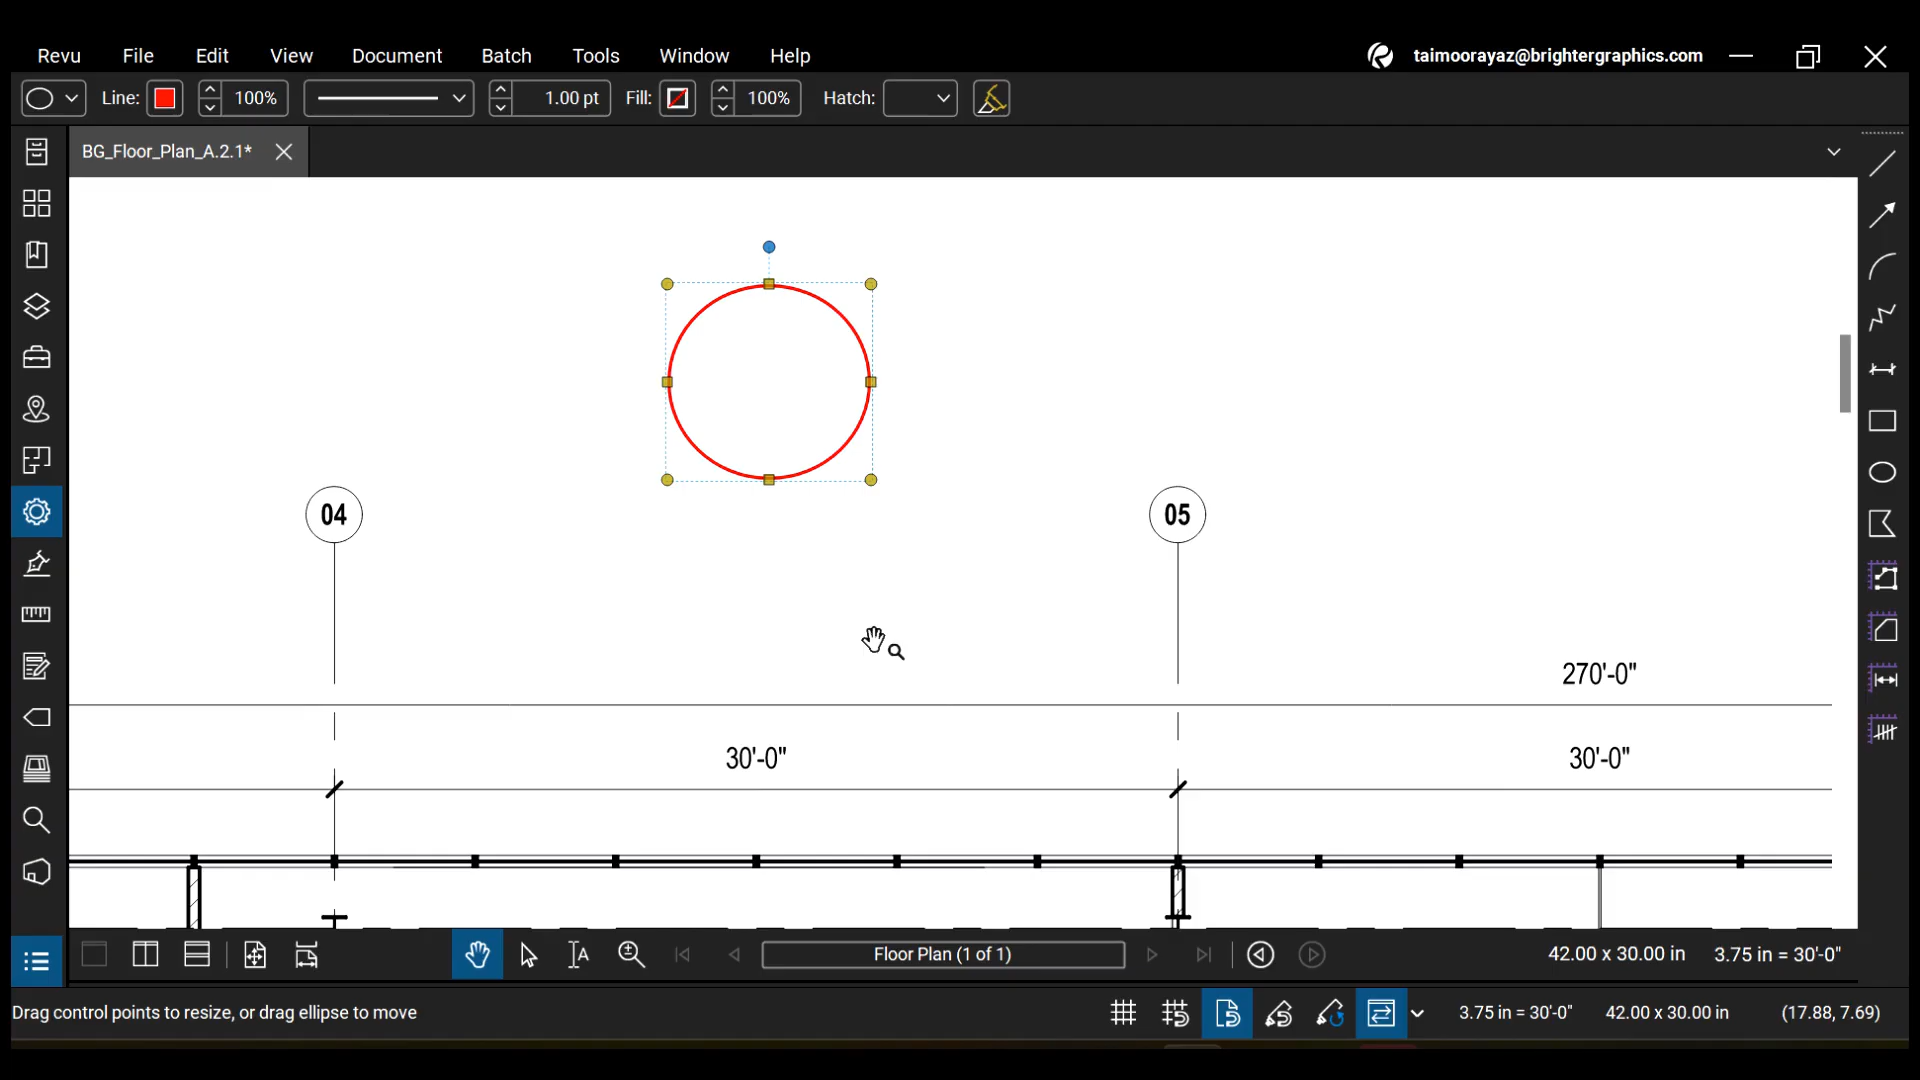 Revu File Edit View Document Batch Tools Window Help taimoorayaz@brightergraphics.com
Line: 100% 1.00 pt Fill: 100% Hatch:
BG_Floor_Plan_A.2.1*
04 05
270'-0"
30'-0" 30'-0"
Floor Plan (1 of 1) 42.00 x 30.00 in 3.75 in = 30'-0"
Drag control points to resize, or drag ellipse to move 3.75 in = 30'-0" 42.00 x 30.00 in (17.88, 7.69)